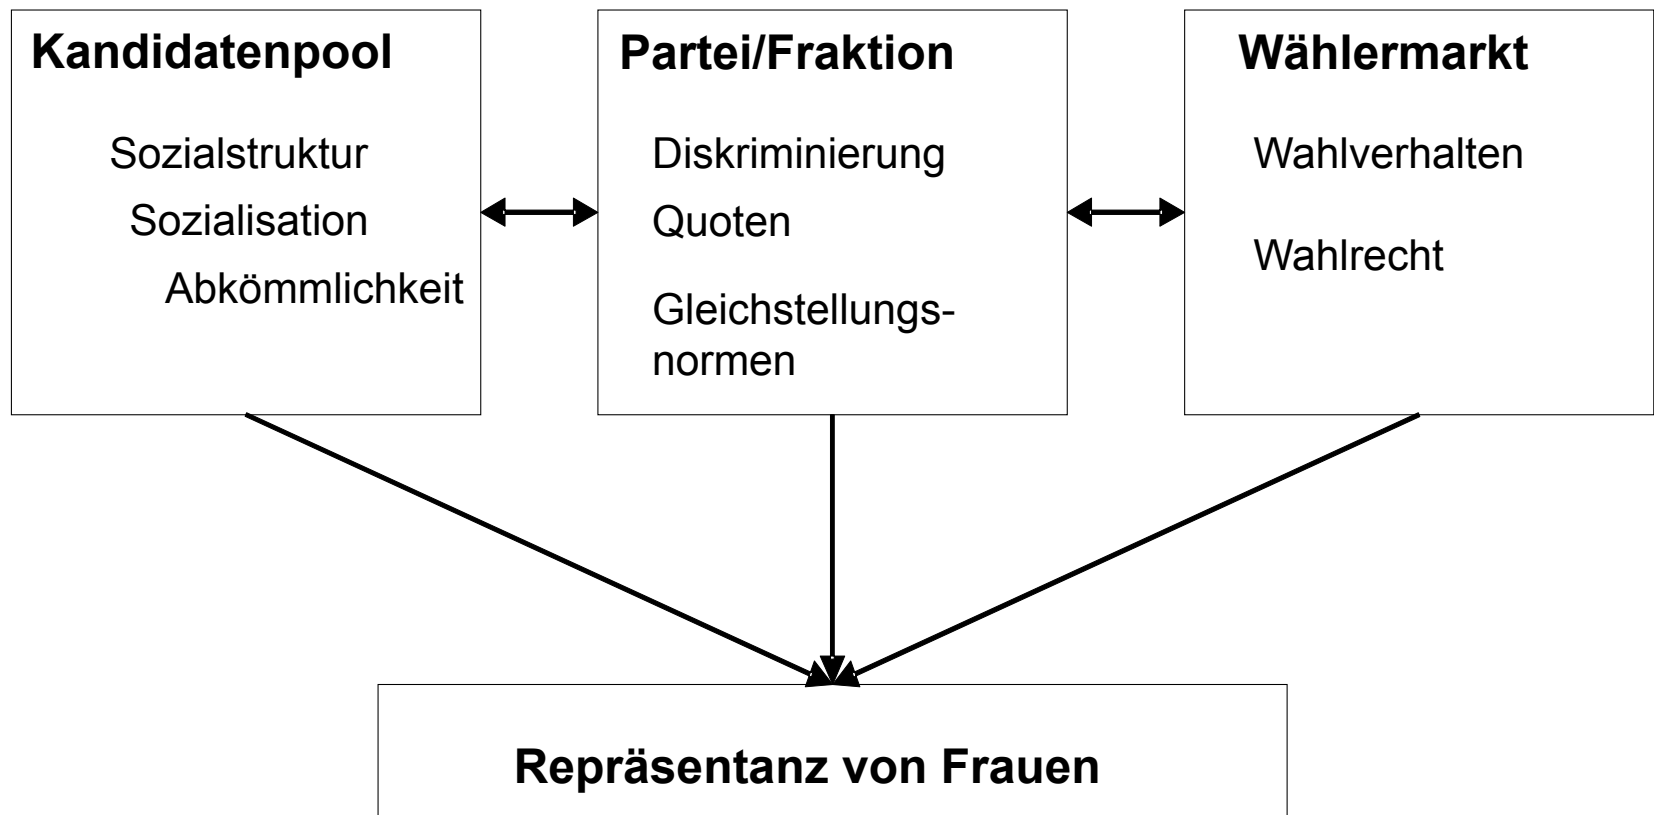 Kandidatenpool
Sozialstruktur
Sozialisation
Abkömmlichkeit
Partei/Fraktion
Diskriminierung
Quoten
Gleichstellungs-
normen
Wählermarkt
Wahlverhalten
Wahlrecht
Repräsentanz von Frauen